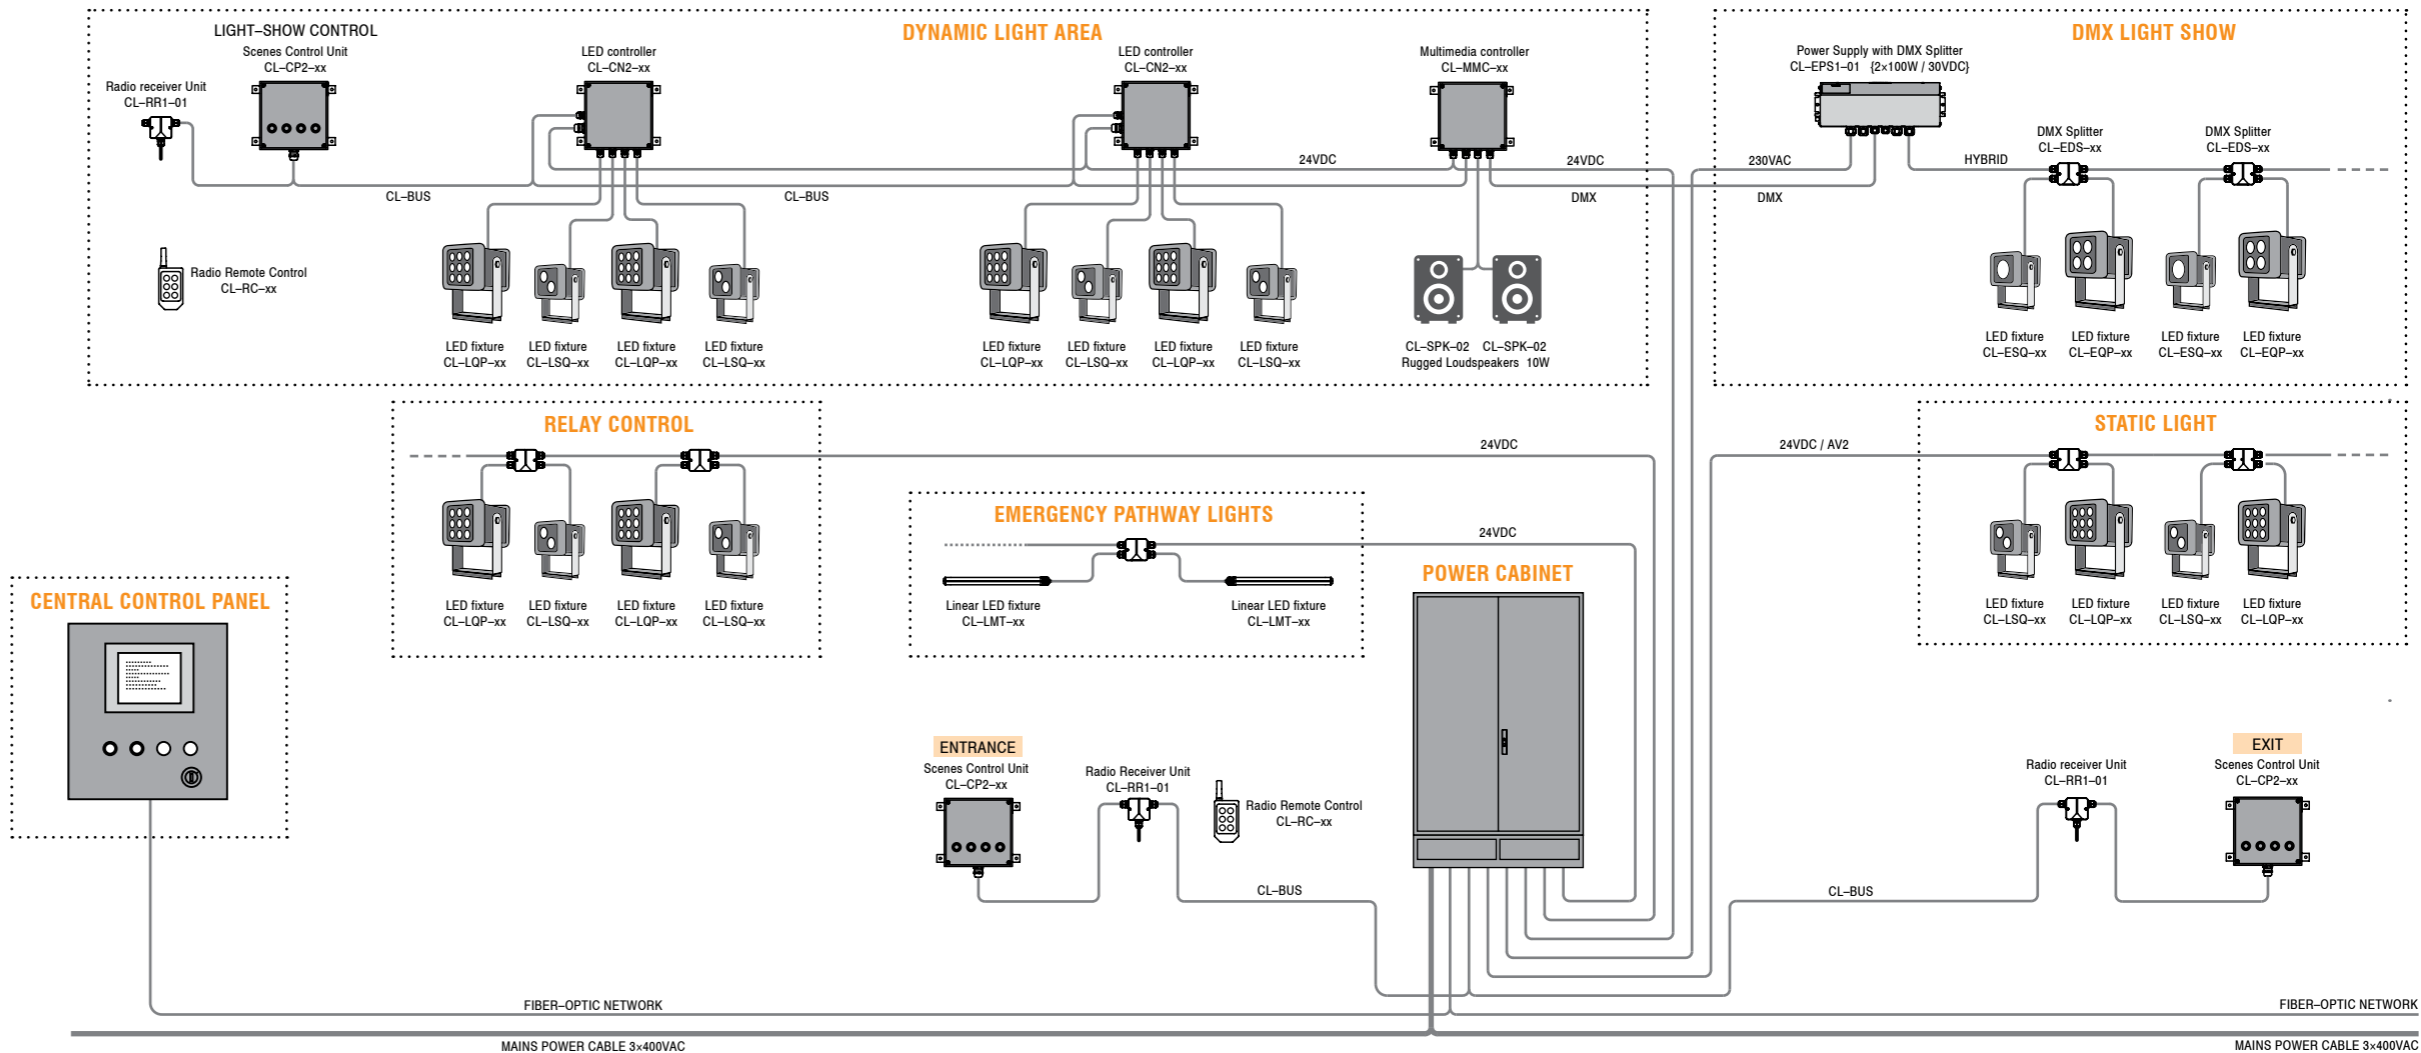 DYNAMIC LIGHT AREA
LIGHT–SHOW CONTROL
Scenes Control Unit
CL–CP2–xx
Radio receiver Unit
CL–RR1–01
LED controller
CL–CN2–xx
LED controller
CL–CN2–xx
Multimedia controller
CL–MMC–xx
24VDC
24VDC
CL–BUS
CL–BUS
DMX
Radio Remote Control
CL–RC–xx
LED fixture
CL–LQP–xx
LED fixture
CL–LSQ–xx
LED fixture
CL–LQP–xx
LED fixture
CL–LSQ–xx
LED fixture
CL–LQP–xx
LED fixture
CL–LSQ–xx
LED fixture
CL–LQP–xx
LED fixture
CL–LSQ–xx
CL–SPK–02 CL–SPK–02
Rugged Loudspeakers 10W
DMX LIGHT SHOW
Power Supply with DMX Splitter
CL–EPS1–01 {2×100W / 30VDC}
DMX Splitter
CL–EDS–xx
DMX Splitter
CL–EDS–xx
230VAC
HYBRID
DMX
LED fixture
CL–ESQ–xx
LED fixture
CL–EQP–xx
LED fixture
CL–ESQ–xx
LED fixture
CL–EQP–xx
RELAY CONTROL
24VDC
LED fixture
CL–LQP–xx
LED fixture
CL–LSQ–xx
LED fixture
CL–LQP–xx
LED fixture
CL–LSQ–xx
EMERGENCY PATHWAY LIGHTS
24VDC
Linear LED fixture
CL–LMT–xx
Linear LED fixture
CL–LMT–xx
STATIC LIGHT
24VDC / AV2
LED fixture
CL–LSQ–xx
LED fixture
CL–LQP–xx
LED fixture
CL–LSQ–xx
LED fixture
CL–LQP–xx
CENTRAL CONTROL PANEL
POWER CABINET
ENTRANCE
Scenes Control Unit
CL–CP2–xx
Radio Receiver Unit
CL–RR1–01
Radio Remote Control
CL–RC–xx
CL–BUS
EXIT
Scenes Control Unit
CL–CP2–xx
Radio receiver Unit
CL–RR1–01
CL–BUS
FIBER–OPTIC NETWORK
FIBER–OPTIC NETWORK
MAINS POWER CABLE 3×400VAC
MAINS POWER CABLE 3×400VAC